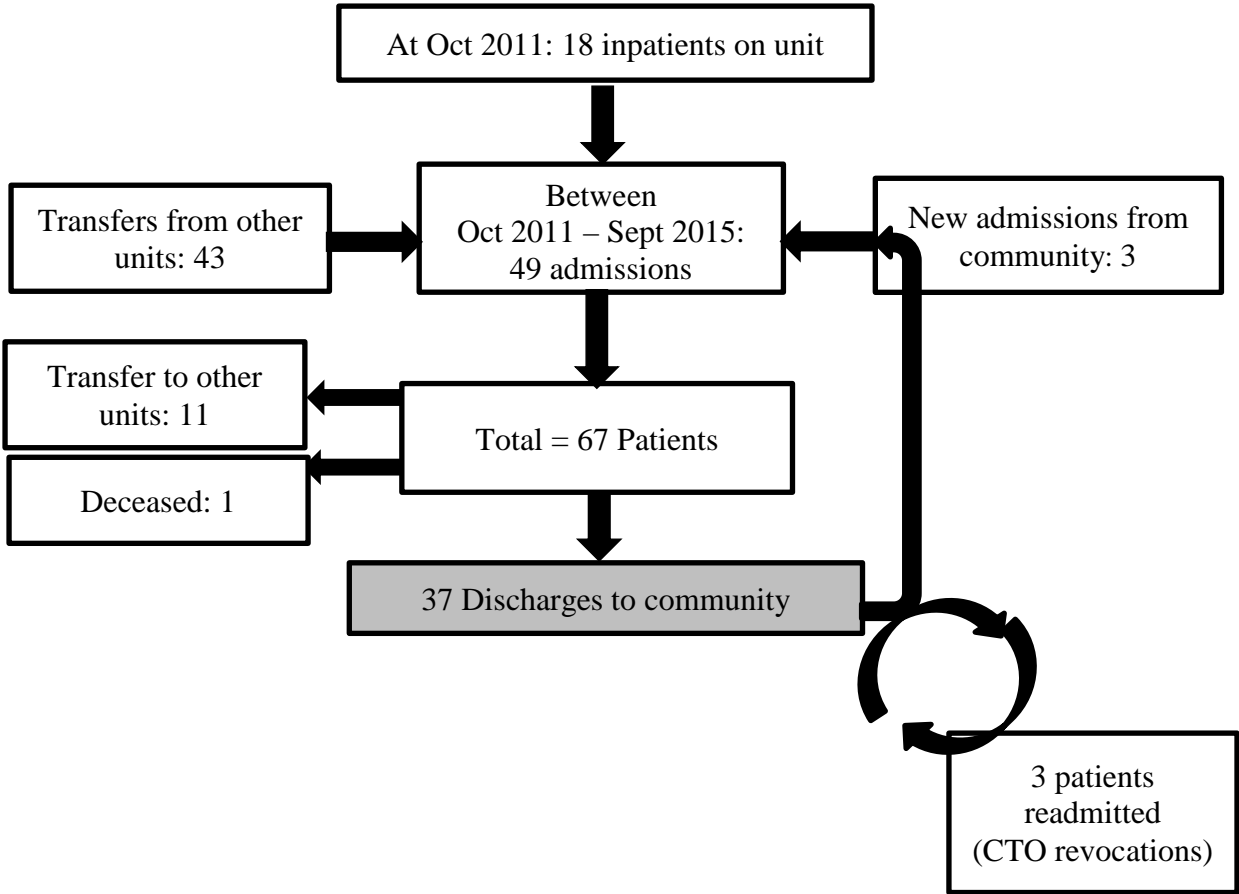 At Oct 2011: 18 inpatients on unit
Transfers from other
units: 43
Between
Oct 2011 – Sept 2015:
49 admissions
New admissions from
community: 3
Transfer to other
units: 11
Total = 67 Patients
Deceased: 1
37 Discharges to community
3 patients
readmitted
(CTO revocations)